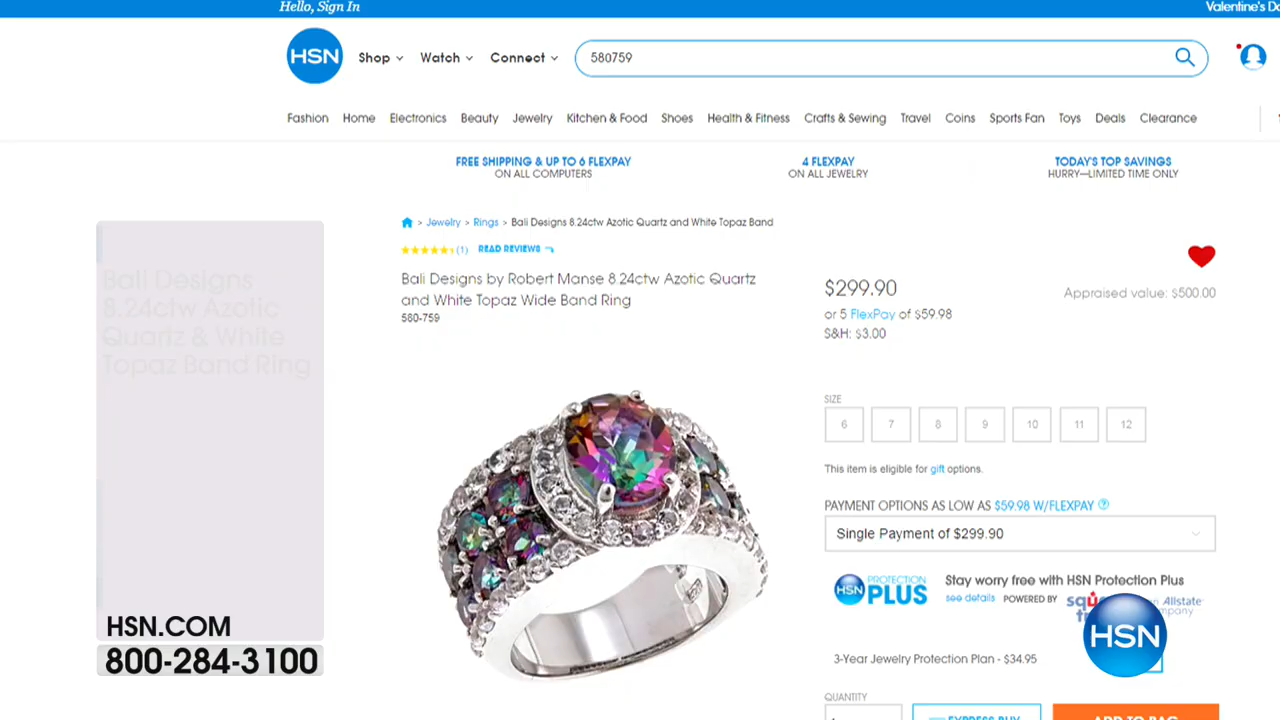 Hello, Sign In
Valentine's Da
HSN
Shop
Watch
Connect
580759
Fashion
Home
Electronics
Beauty
Jewelry
Kitchen & Food
Shoes
Health & Fitness
Crafts & Sewing
Travel
Coins
Sports Fan
Toys
Deals
Clearance
FREE SHIPPING & UP TO 6 FLEXPAY
ON ALL COMPUTERS
4 FLEXPAY
ON ALL JEWELRY
TODAY'S TOP SAVINGS
HURRY—LIMITED TIME ONLY
> Jewelry > Rings > Bali Designs 8.24ctw Azotic Quartz and White Topaz Band
(1) READ REVIEWS
Bali Designs by Robert Manse 8.24ctw Azotic Quartz
and White Topaz Wide Band Ring
580-759
$299.90
Appraised value: $500.00
or 5 FlexPay of $59.98
S&H: $3.00
SIZE
6
7
8
9
10
11
12
This item is eligible for gift options.
PAYMENT OPTIONS AS LOW AS $59.98 W/FLEXPAY
Single Payment of $299.90
HSN PROTECTION
PLUS
Stay worry free with HSN Protection Plus
see details POWERED BY
Allstate
HSN
3-Year Jewelry Protection Plan - $34.95
QUANTITY
EXPRESS BUY
ADD TO BAG
Bali Designs
8.24ctw Azotic
Quartz & White
Topaz Band Ring
HSN.COM
800-284-3100